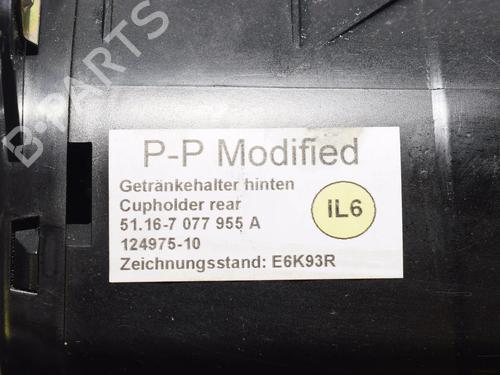 B-PARTS
P-P Modified
Getränkehalter hinten
Cupholder rear
51.16-7 077 955 A
IL6
124975-10
Zeichnungsstand: E6K93R